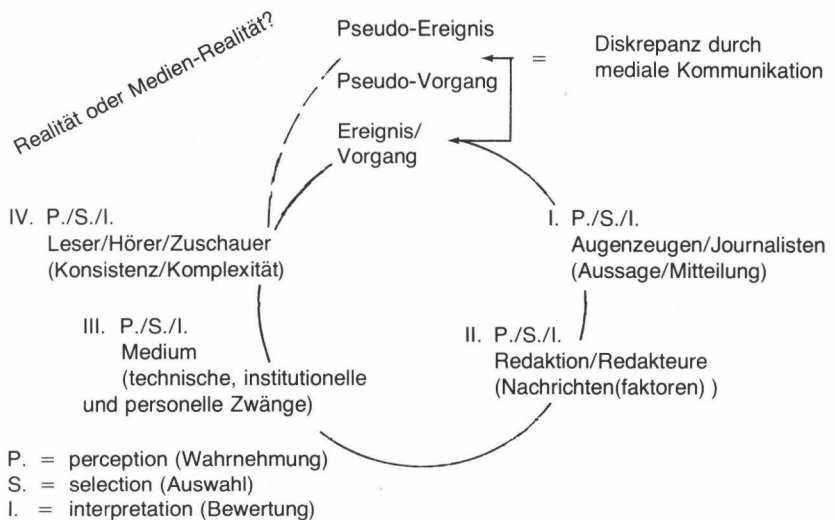 Realität oder Medien-Realität?
Pseudo-Ereignis
Pseudo-Vorgang
Ereignis/
Vorgang
=
Diskrepanz durch
mediale Kommunikation
I. P./S./I.
Augenzeugen/Journalisten
(Aussage/Mitteilung)
II. P./S./I.
Redaktion/Redakteure
(Nachrichten(faktoren) )
III. P./S./I.
Medium
(technische, institutionelle
und personelle Zwänge)
IV. P./S./I.
Leser/Hörer/Zuschauer
(Konsistenz/Komplexität)
P. = perception (Wahrnehmung)
S. = selection (Auswahl)
I. = interpretation (Bewertung)